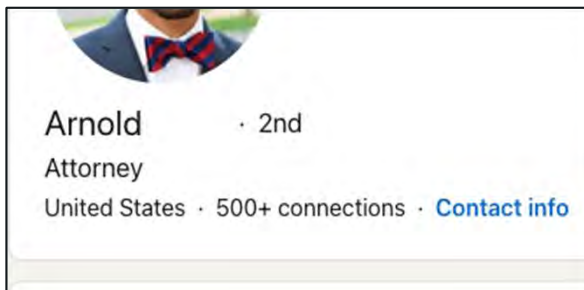 Arnold · 2nd
Attorney
United States · 500+ connections · Contact info